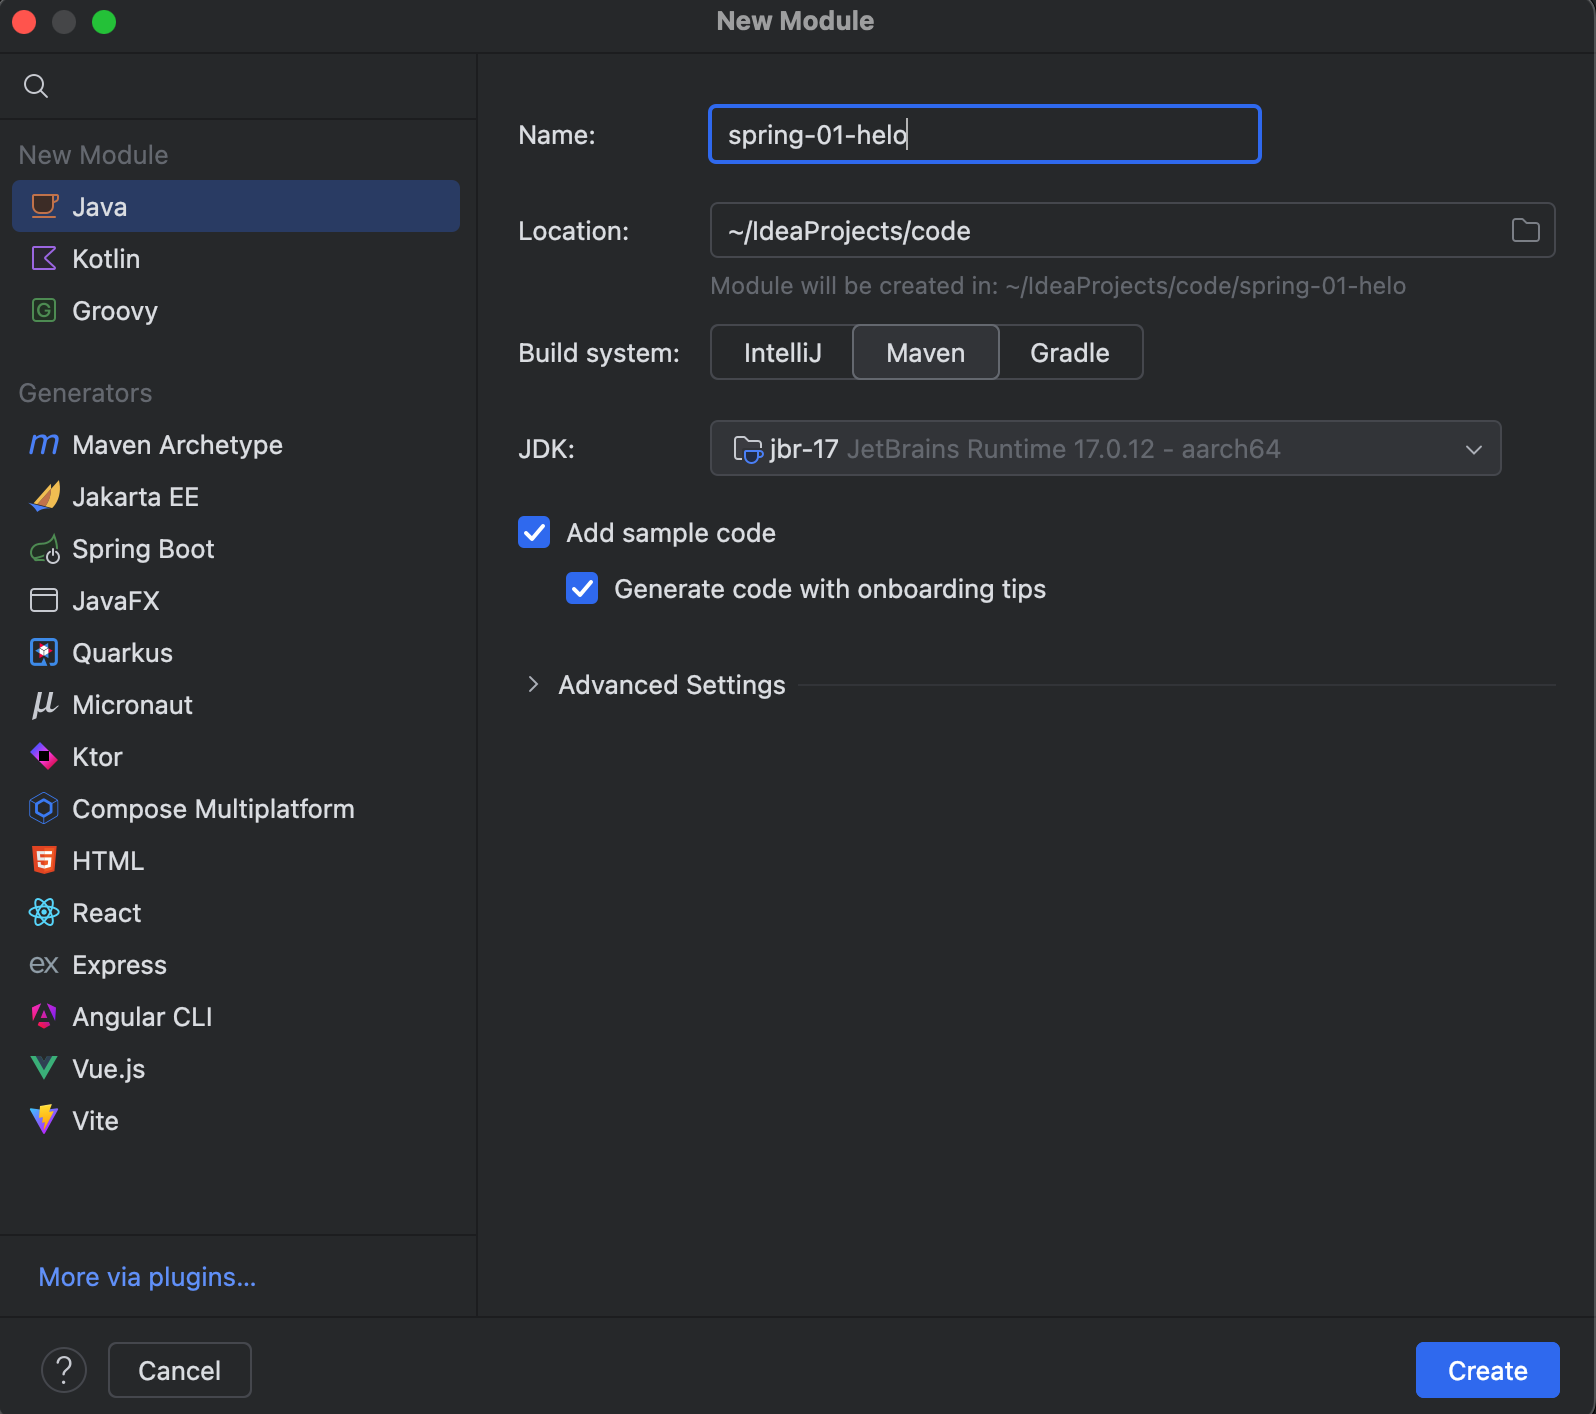 New Module
New Module
Java
Kotlin
G Groovy
Generators
m Maven Archetype
Jakarta EE
Spring Boot
JavaFX
Quarkus
μ Micronaut
Ktor
Compose Multiplatform
5 HTML
React
ex Express
Angular CLI
Vue.js
Vite
More via plugins...
Name: spring-01-helo
Location: ~/IdeaProjects/code
Module will be created in: ~/IdeaProjects/code/spring-01-helo
Build system: IntelliJ Maven Gradle
JDK: jbr-17 JetBrains Runtime 17.0.12 - aarch64
Add sample code
Generate code with onboarding tips
Advanced Settings
? Cancel Create